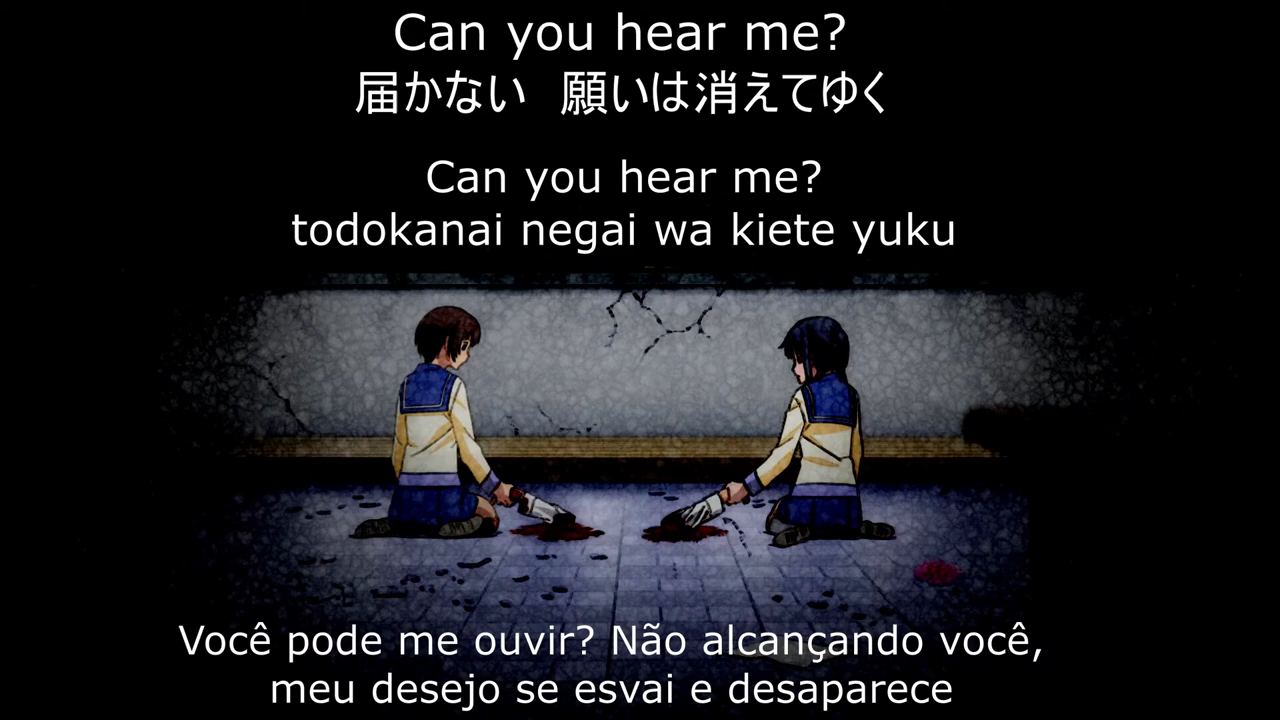 Can you hear me?
届かない　願いは消えてゆく
Can you hear me?
todokanai negai wa kiete yuku
Você pode me ouvir? Não alcançando você,
meu desejo se esvai e desaparece